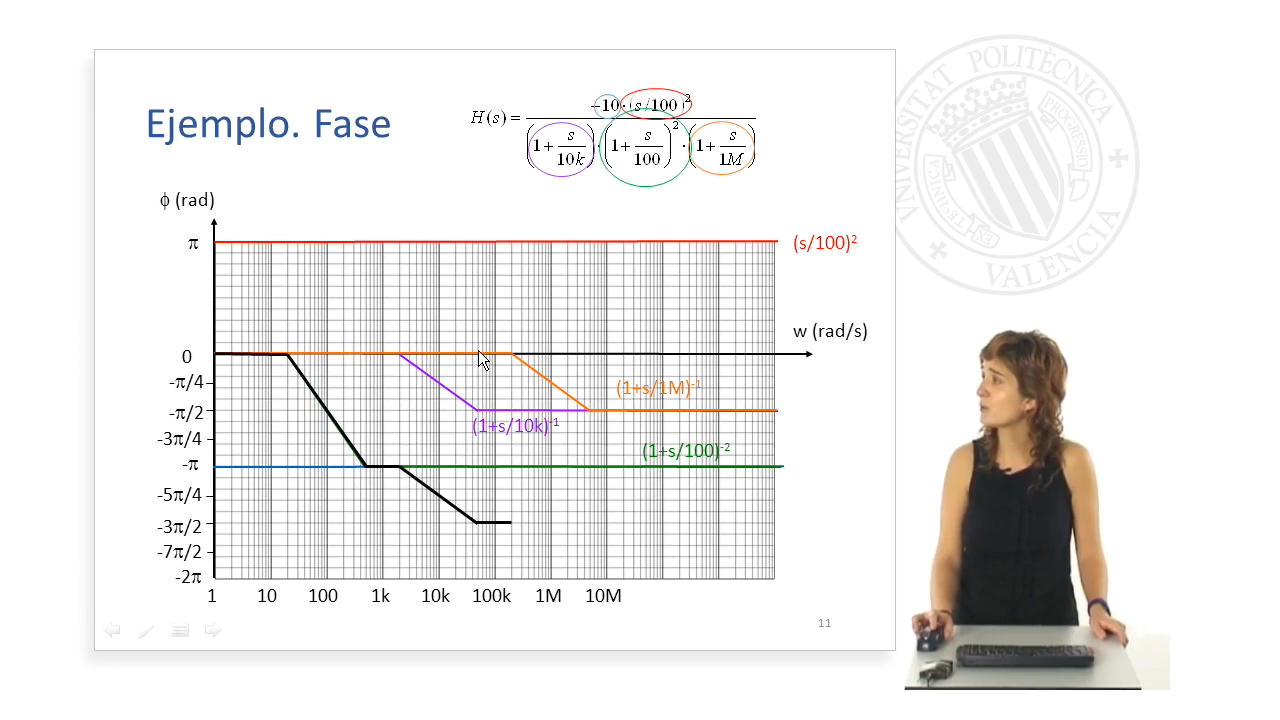 Ejemplo. Fase
H(s) = −10·(s/100)² / (1+s/10k)·(1+s/100)²·(1+s/1M)
ϕ (rad)
π
(s/100)²
w (rad/s)
0
-π/4
(1+s/1M)⁻¹
-π/2
(1+s/10k)⁻¹
-3π/4
(1+s/100)⁻²
-π
-5π/4
-3π/2
-7π/2
-2π
1 10 100 1k 10k 100k 1M 10M
11
UNIVERSITAT POLITÈCNICA
VALÈNCIA